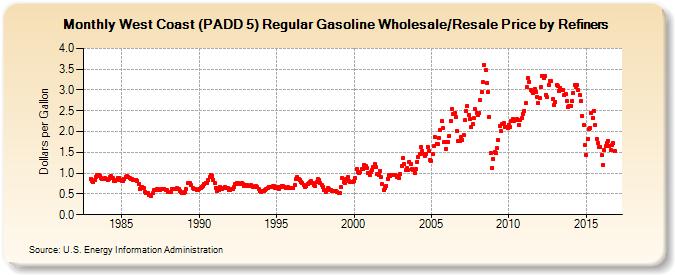 Monthly West Coast (PADD 5) Regular Gasoline Wholesale/Resale Price by Refiners
Dollars per Gallon
4.0
3.5
3.0
2.5
2.0
1.5
1.0
0.5
0.0
1985 1990 1995 2000 2005 2010 2015
Source: U.S. Energy Information Administration